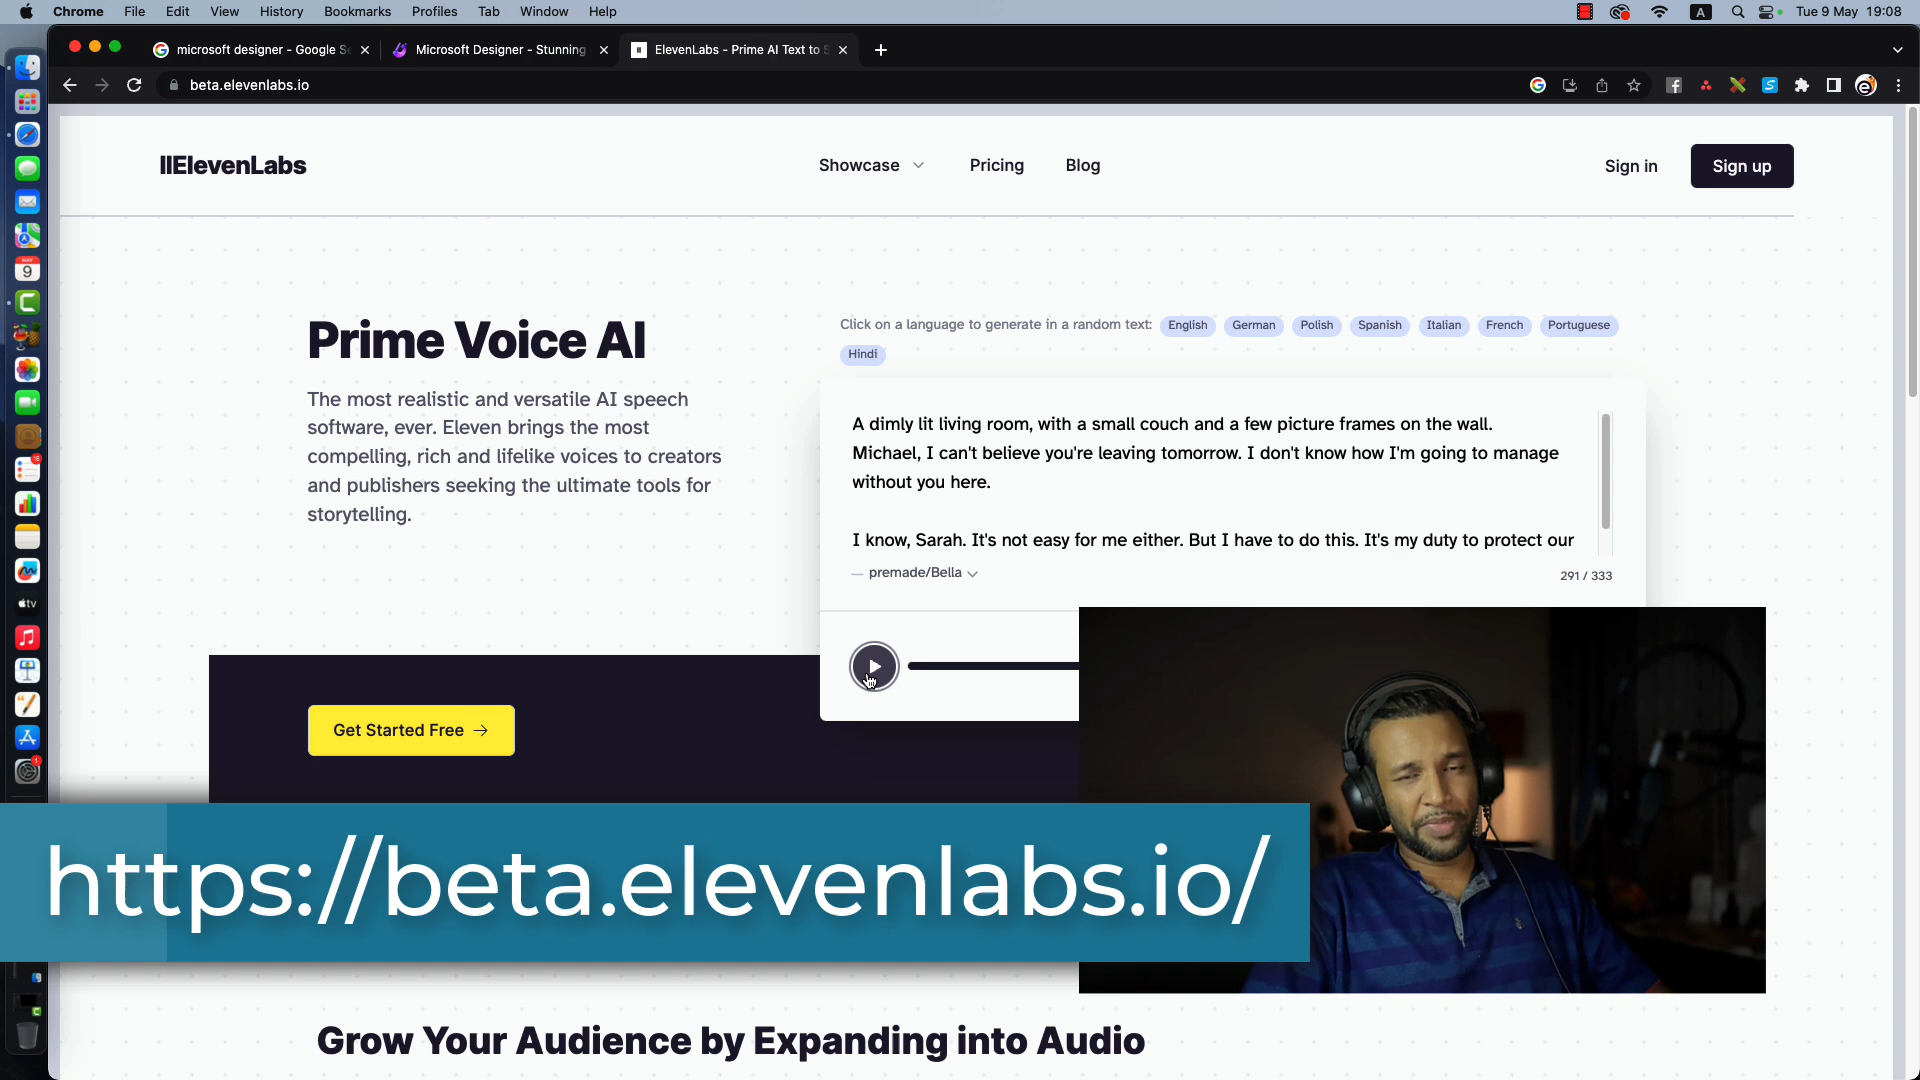 Chrome File Edit View History Bookmarks Profiles Tab Window Help A Tue 9 May 19:08
microsoft designer - Google Se Microsoft Designer - Stunning ElevenLabs - Prime AI Text to S
beta.elevenlabs.io
IIElevenLabs Showcase Pricing Blog Sign in Sign up
Prime Voice AI
The most realistic and versatile AI speech
software, ever. Eleven brings the most
compelling, rich and lifelike voices to creators
and publishers seeking the ultimate tools for
storytelling.
Click on a language to generate in a random text: English German Polish Spanish Italian French Portuguese
Hindi
A dimly lit living room, with a small couch and a few picture frames on the wall.
Michael, I can't believe you're leaving tomorrow. I don't know how I'm going to manage
without you here.
I know, Sarah. It's not easy for me either. But I have to do this. It's my duty to protect our
— premade/Bella 291 / 333
Get Started Free →
https://beta.elevenlabs.io/
Grow Your Audience by Expanding into Audio